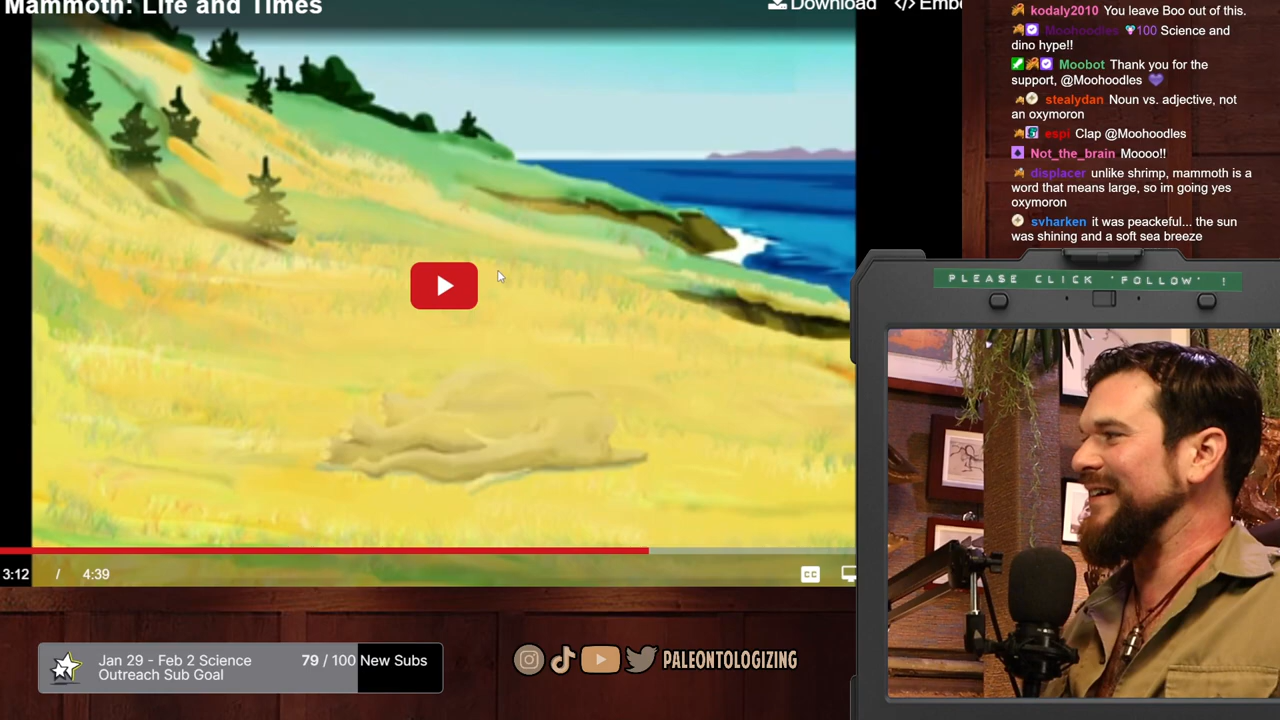 Mammoth: Life and Times
Download
</> Embe
kodaly2010 You leave Boo out of this.
Moohoodles 100 Science and
dino hype!!
Moobot Thank you for the
support, @Moohoodles
stealydan Noun vs. adjective, not
an oxymoron
espi Clap @Moohoodles
Not_the_brain Moooo!!
displacer unlike shrimp, mammoth is a
word that means large, so im going yes
oxymoron
svharken it was peackeful... the sun
was shining and a soft sea breeze
PLEASE CLICK 'FOLLOW' !
3:12 / 4:39
CC
Jan 29 - Feb 2 Science
Outreach Sub Goal
79 / 100 New Subs
PALEONTOLOGIZING